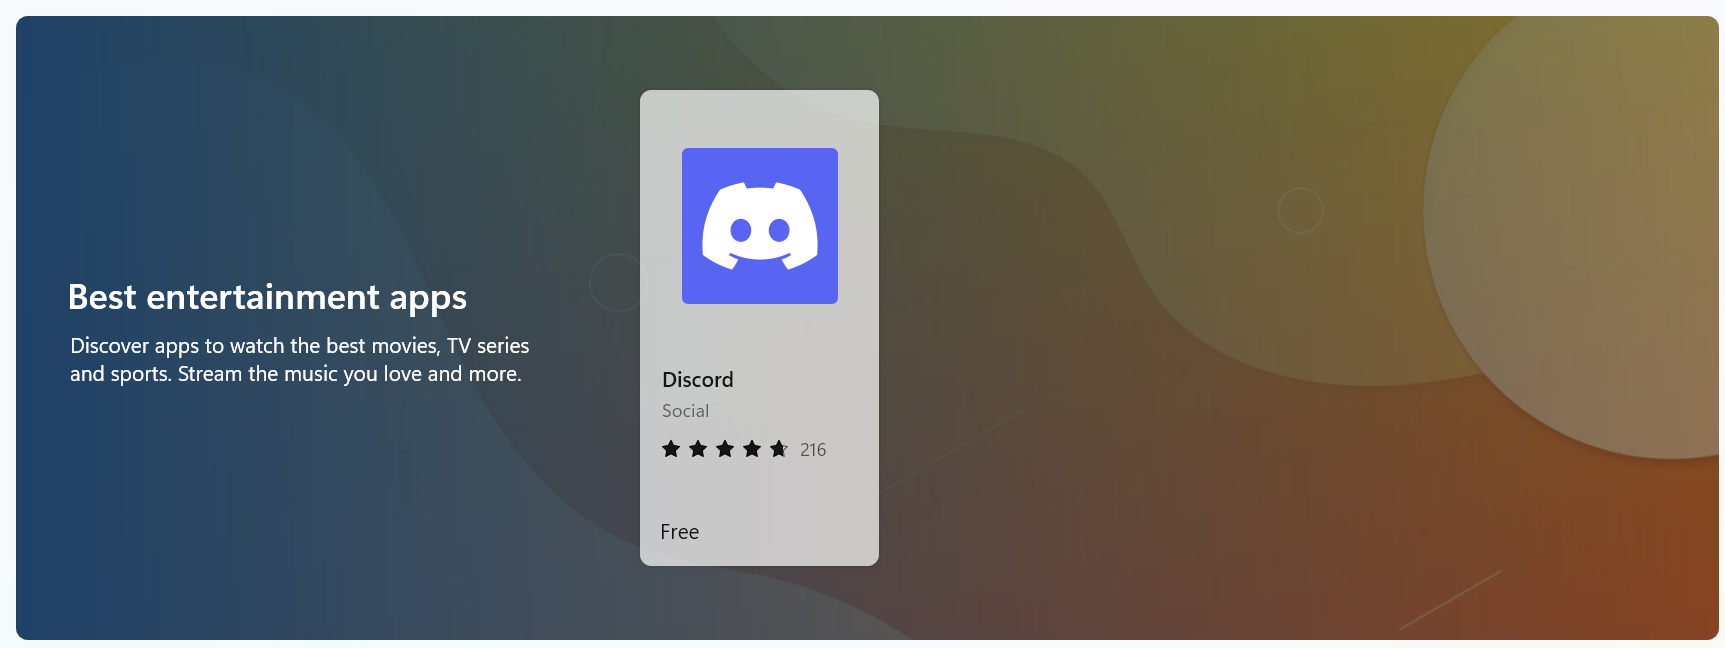 Best entertainment apps
Discover apps to watch the best movies, TV series
and sports. Stream the music you love and more.
Discord
Social
216
Free